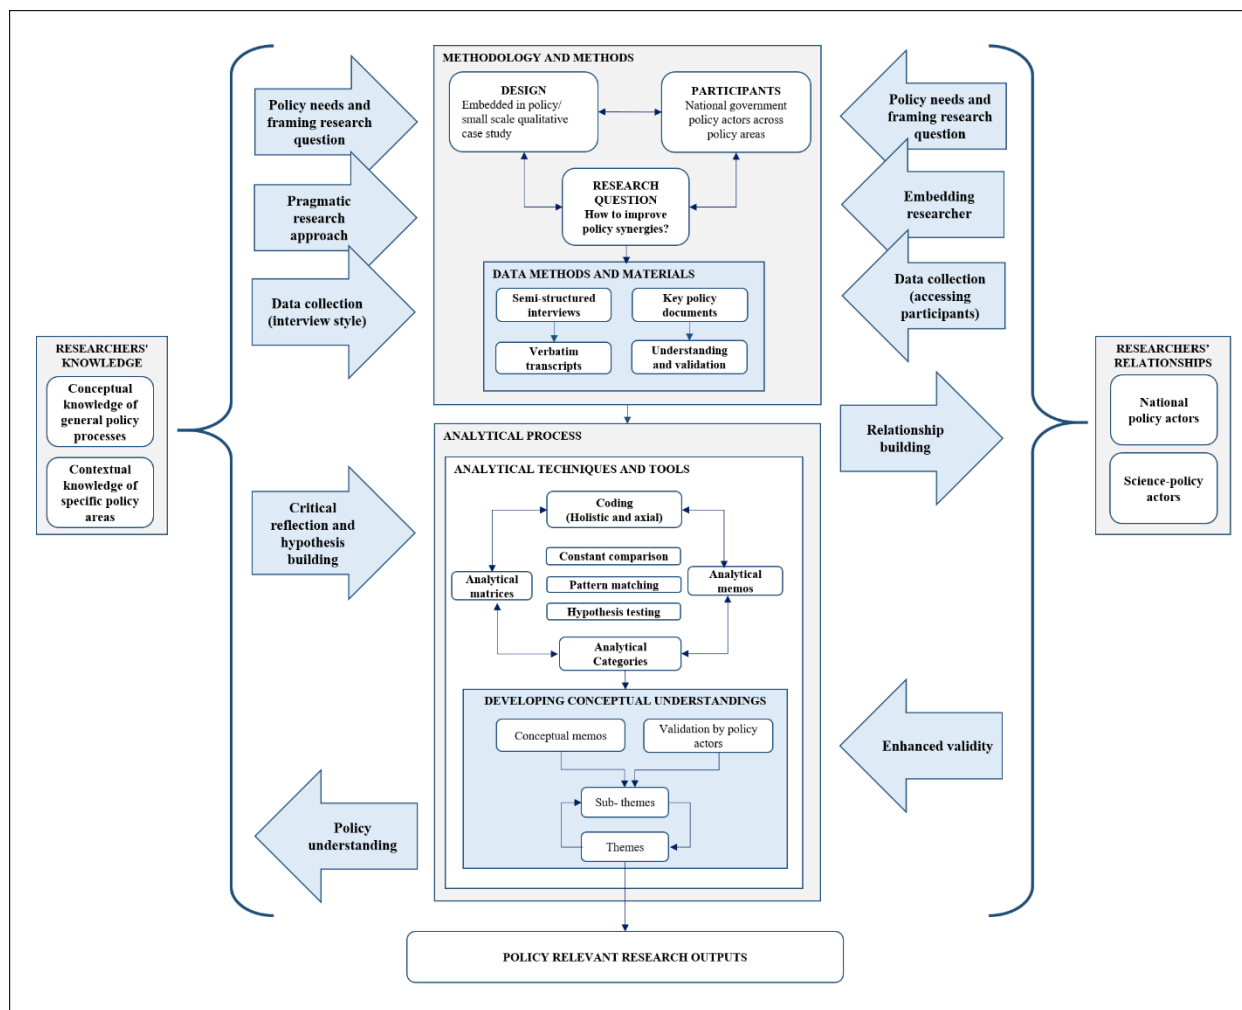 METHODOLOGY AND METHODS
DESIGN
Embedded in policy/
small scale qualitative
case study
PARTICIPANTS
National government
policy actors across
policy areas
RESEARCH
QUESTION
How to improve
policy synergies?
DATA METHODS AND MATERIALS
Semi-structured
interviews
Key policy
documents
Verbatim
transcripts
Understanding
and validation
Policy needs and
framing research
question
Pragmatic
research
approach
Data collection
(interview style)
RESEARCHERS'
KNOWLEDGE
Conceptual
knowledge of
general policy
processes
Contextual
knowledge of
specific policy
areas
Critical
reflection and
hypothesis
building
Policy
understanding
Policy needs and
framing research
question
Embedding
researcher
Data collection
(accessing
participants)
Relationship
building
Enhanced validity
RESEARCHERS’
RELATIONSHIPS
National
policy actors
Science-policy
actors
ANALYTICAL PROCESS
ANALYTICAL TECHNIQUES AND TOOLS
Coding
(Holistic and axial)
Constant comparison
Analytical
matrices
Pattern matching
Analytical
memos
Hypothesis testing
Analytical
Categories
DEVELOPING CONCEPTUAL UNDERSTANDINGS
Conceptual memos
Validation by policy
actors
Sub- themes
Themes
POLICY RELEVANT RESEARCH OUTPUTS